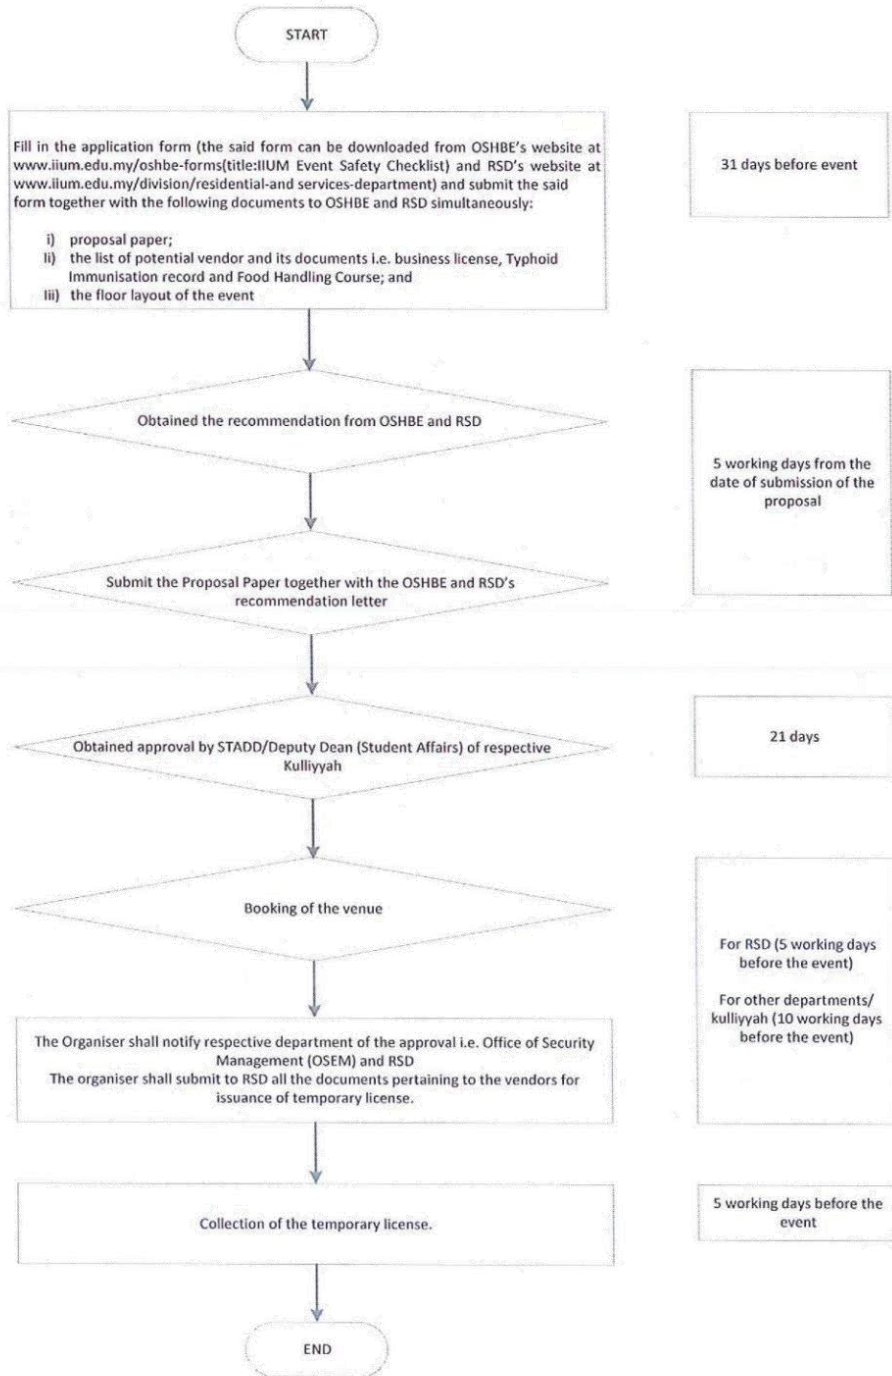 START
Fill in the application form (the said form can be downloaded from OSHBE's website at
www.iium.edu.my/oshbe-forms(title:IIUM Event Safety Checklist) and RSD's website at
www.iium.edu.my/division/residential-and services-department) and submit the said
form together with the following documents to OSHBE and RSD simultaneously:
i) proposal paper;
ii) the list of potential vendor and its documents i.e. business license, Typhoid
Immunisation record and Food Handling Course; and
iii) the floor layout of the event
31 days before event
Obtained the recommendation from OSHBE and RSD
5 working days from the
date of submission of the
proposal
Submit the Proposal Paper together with the OSHBE and RSD's
recommendation letter
Obtained approval by STADD/Deputy Dean (Student Affairs) of respective
Kulliyyah
21 days
Booking of the venue
For RSD (5 working days
before the event)
For other departments/
kulliyyah (10 working days
before the event)
The Organiser shall notify respective department of the approval i.e. Office of Security
Management (OSEM) and RSD
The organiser shall submit to RSD all the documents pertaining to the vendors for
issuance of temporary license.
Collection of the temporary license.
5 working days before the
event
END